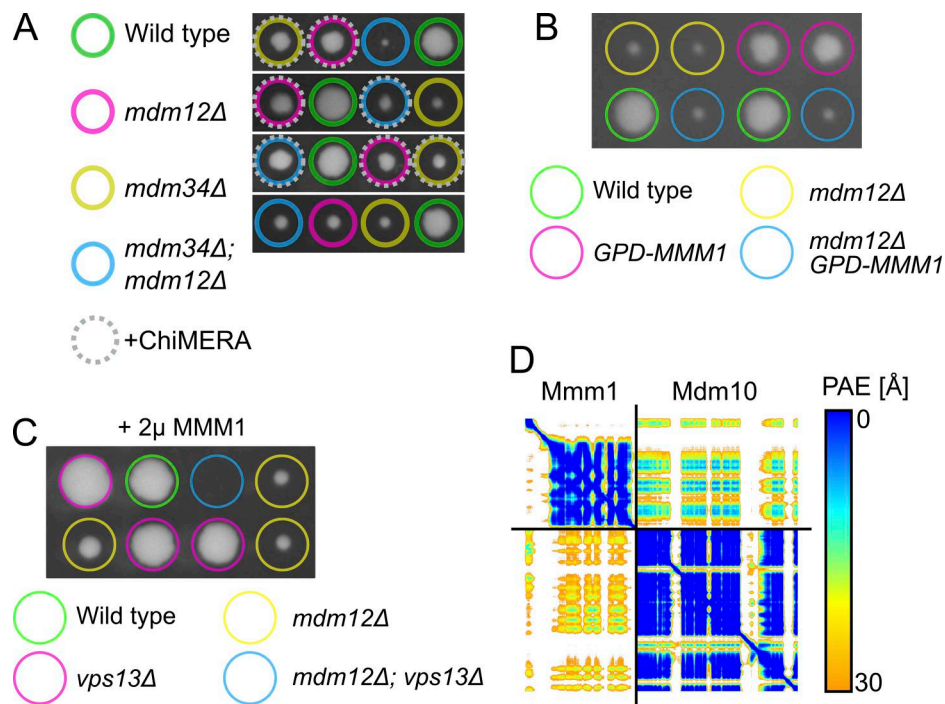 A
Wild type
mdm12Δ
mdm34Δ
mdm34Δ;
mdm12Δ
+ChiMERA
B
Wild type
mdm12Δ
GPD-MMM1
mdm12Δ
GPD-MMM1
C
+ 2µ MMM1
Wild type
mdm12Δ
vps13Δ
mdm12Δ; vps13Δ
D
Mmm1
Mdm10
PAE [Å]
0
30